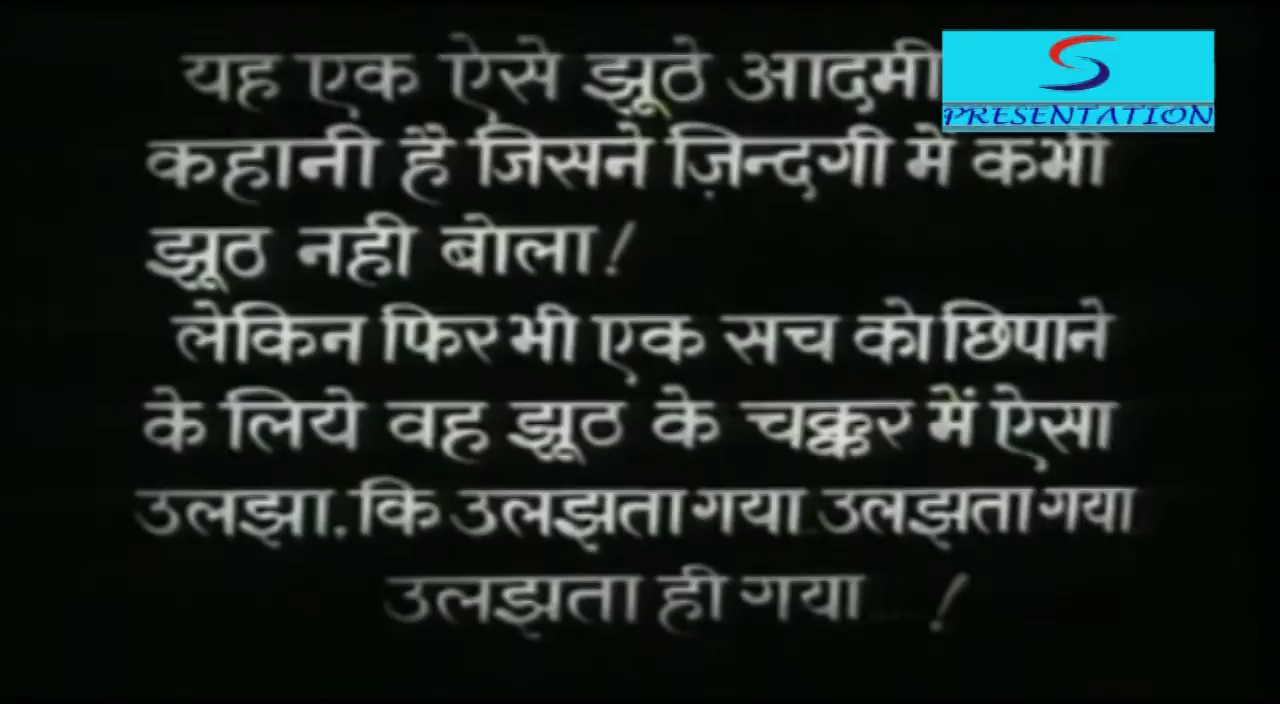 यह एक ऐसे झूठे आदमी
S
PRESENTATION
कहानी है जिसने ज़िन्दगी मे कभी
झूठ नही बोला!
लेकिन फिर भी एक सच को छिपाने
के लिये वह झूठ के चक्कर में ऐसा
उलझा, कि उलझता गया उलझता गया
उलझता ही गया ....!